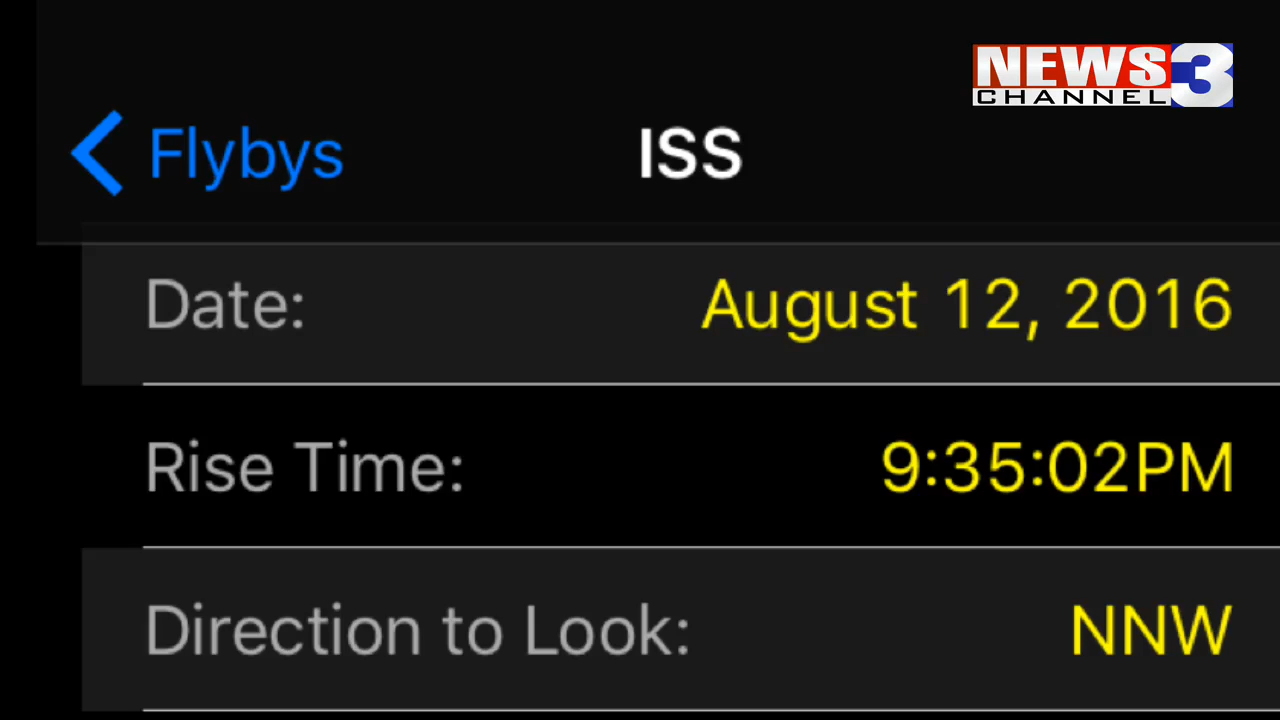 NEWS 3
CHANNEL
Flybys ISS
Date: August 12, 2016
Rise Time: 9:35:02PM
Direction to Look: NNW